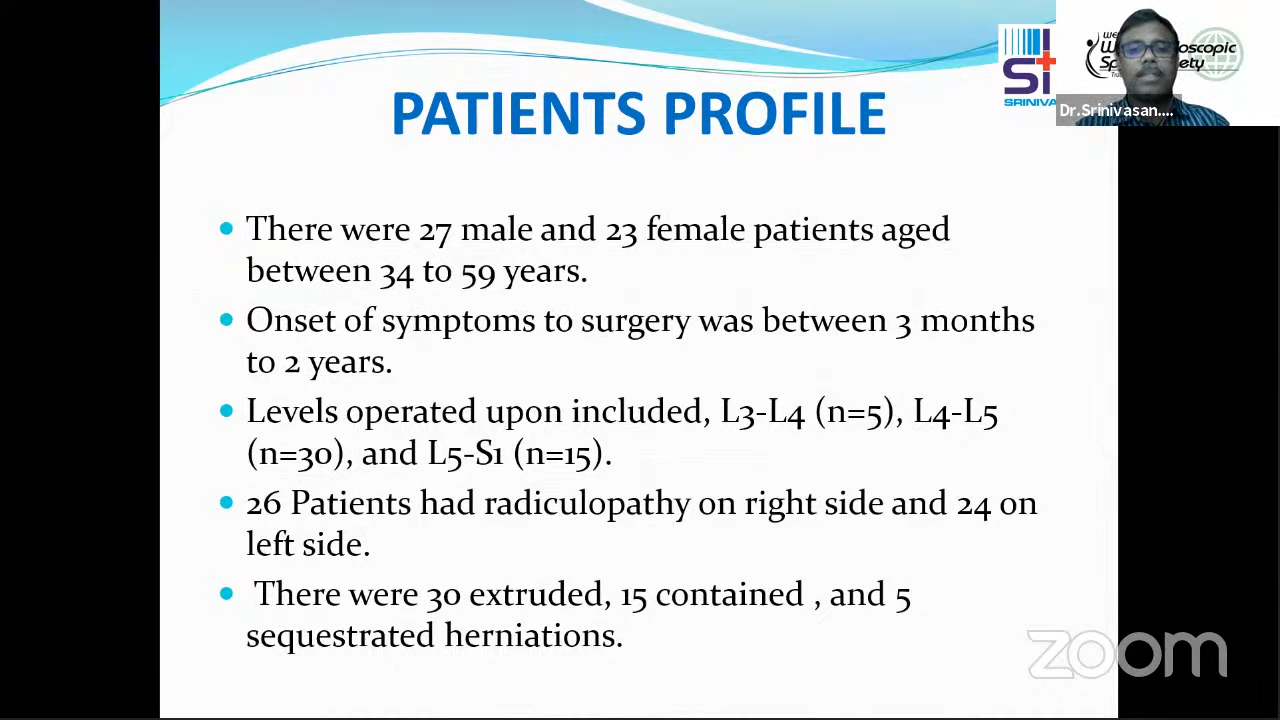 PATIENTS PROFILE
• There were 27 male and 23 female patients aged
between 34 to 59 years.
• Onset of symptoms to surgery was between 3 months
to 2 years.
• Levels operated upon included, L3-L4 (n=5), L4-L5
(n=30), and L5-S1 (n=15).
• 26 Patients had radiculopathy on right side and 24 on
left side.
• There were 30 extruded, 15 contained , and 5
sequestrated herniations.
SI
SRINIVA
Dr.Srinivasan....
zoom